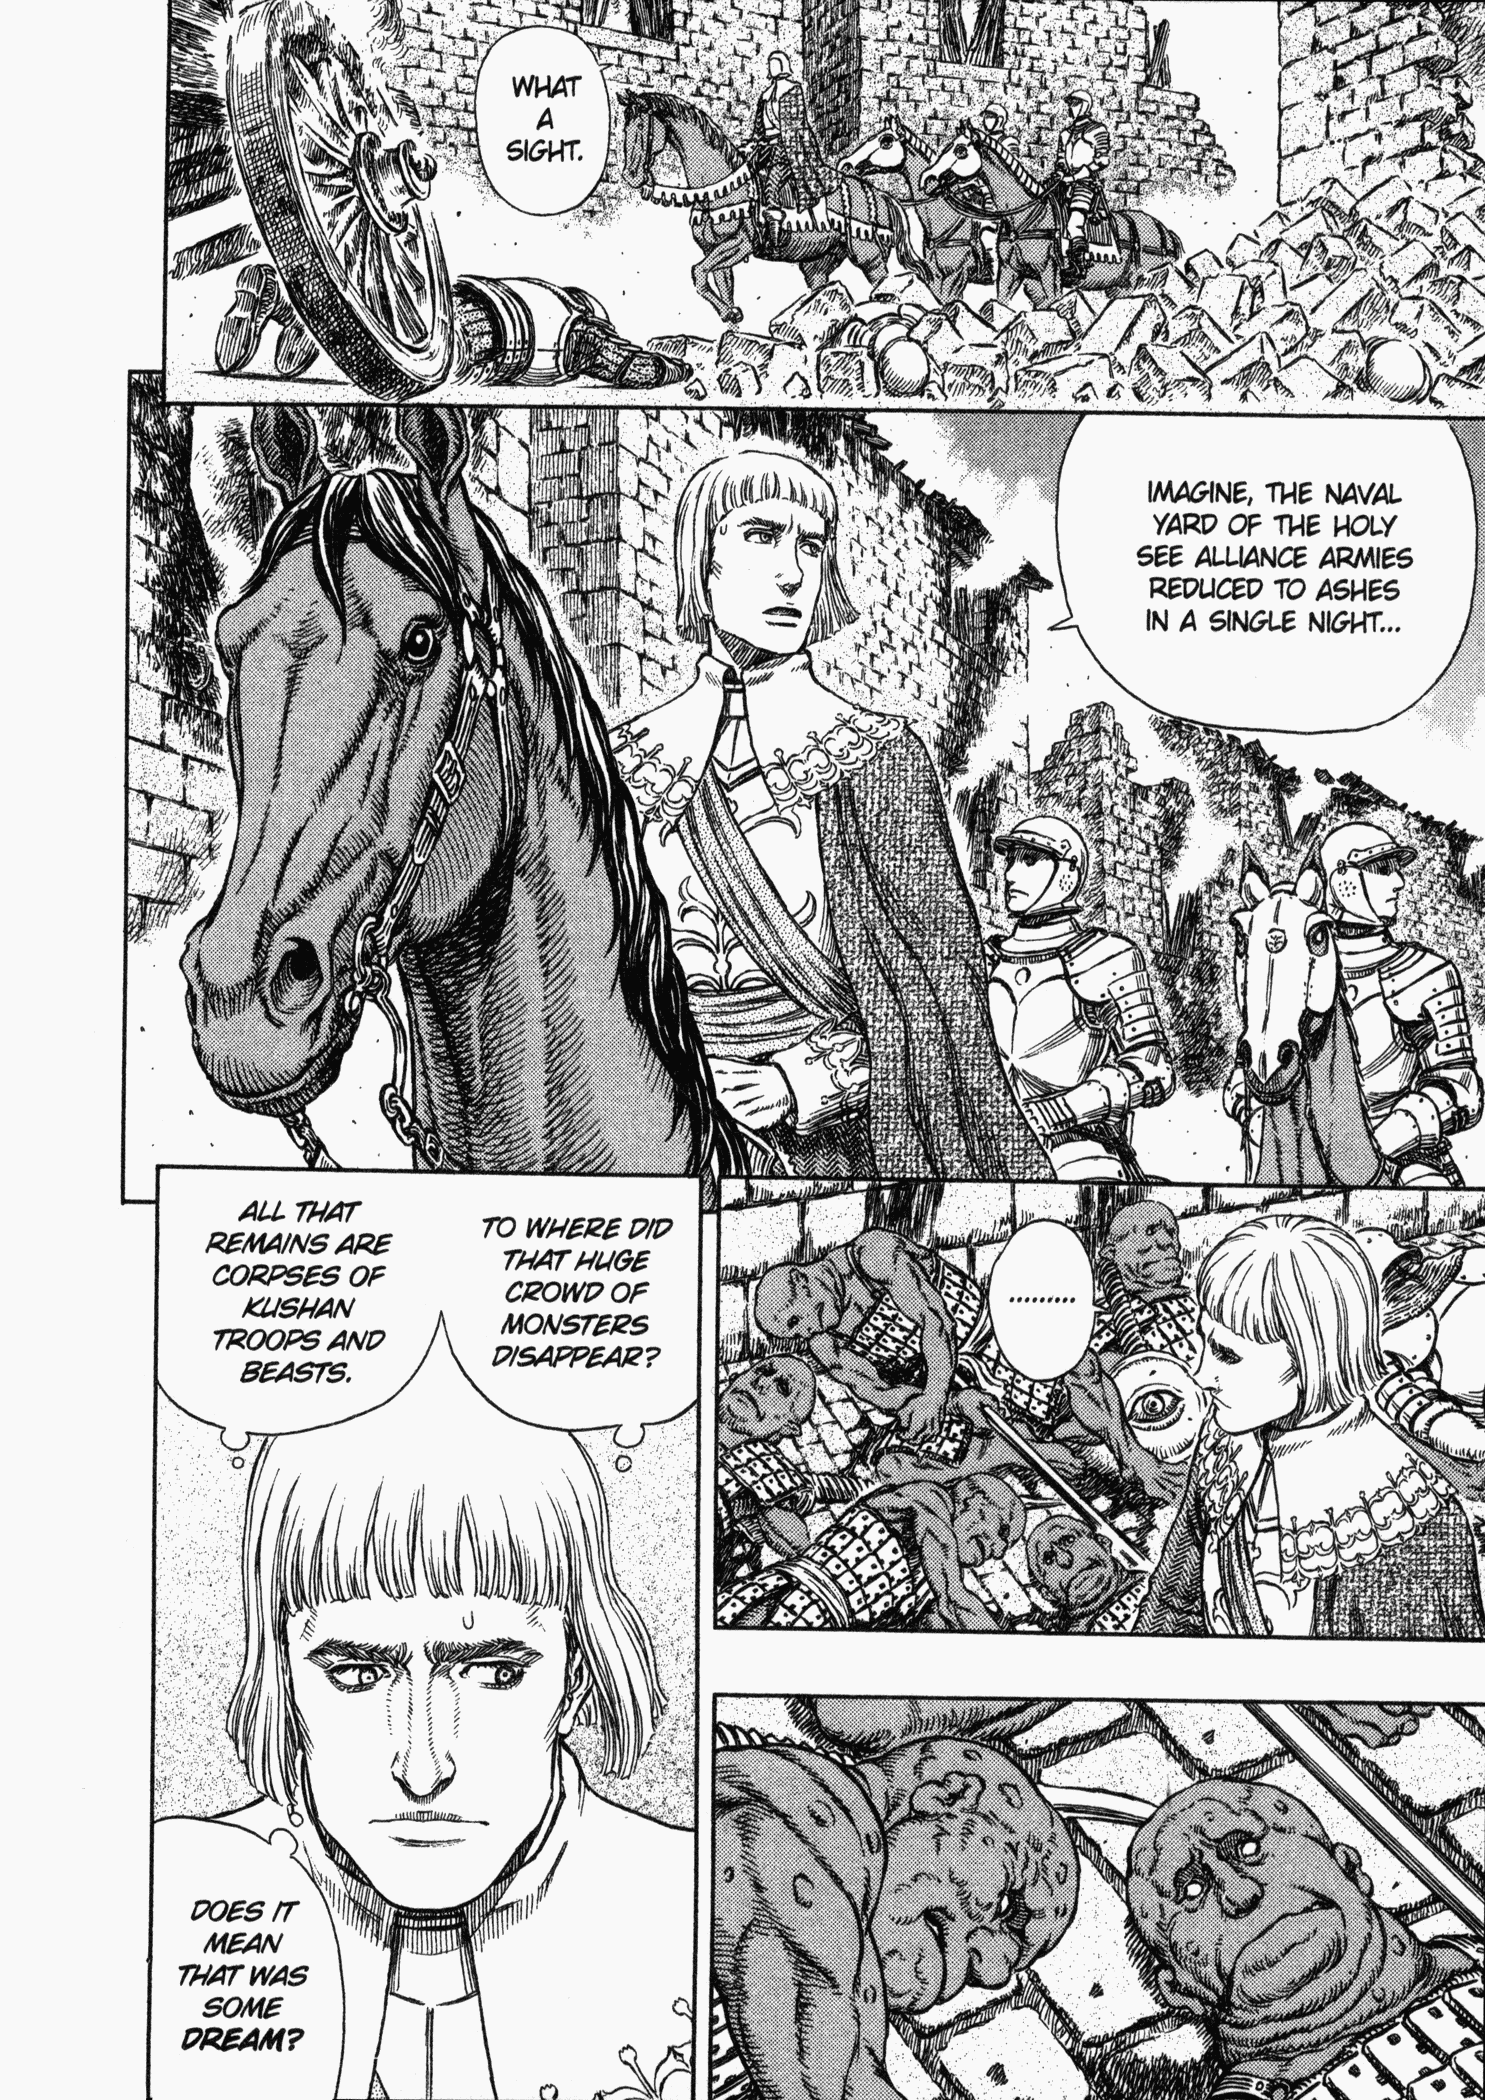 WHAT
A
SIGHT.
IMAGINE, THE NAVAL
YARD OF THE HOLY
SEE ALLIANCE ARMIES
REDUCED TO ASHES
IN A SINGLE NIGHT...
..........
TO WHERE DID
THAT HUGE
CROWD OF
MONSTERS
DISAPPEAR?
ALL THAT
REMAINS ARE
CORPSES OF
KUSHAN
TROOPS AND
BEASTS.
DOES IT
MEAN
THAT WAS
SOME
DREAM?